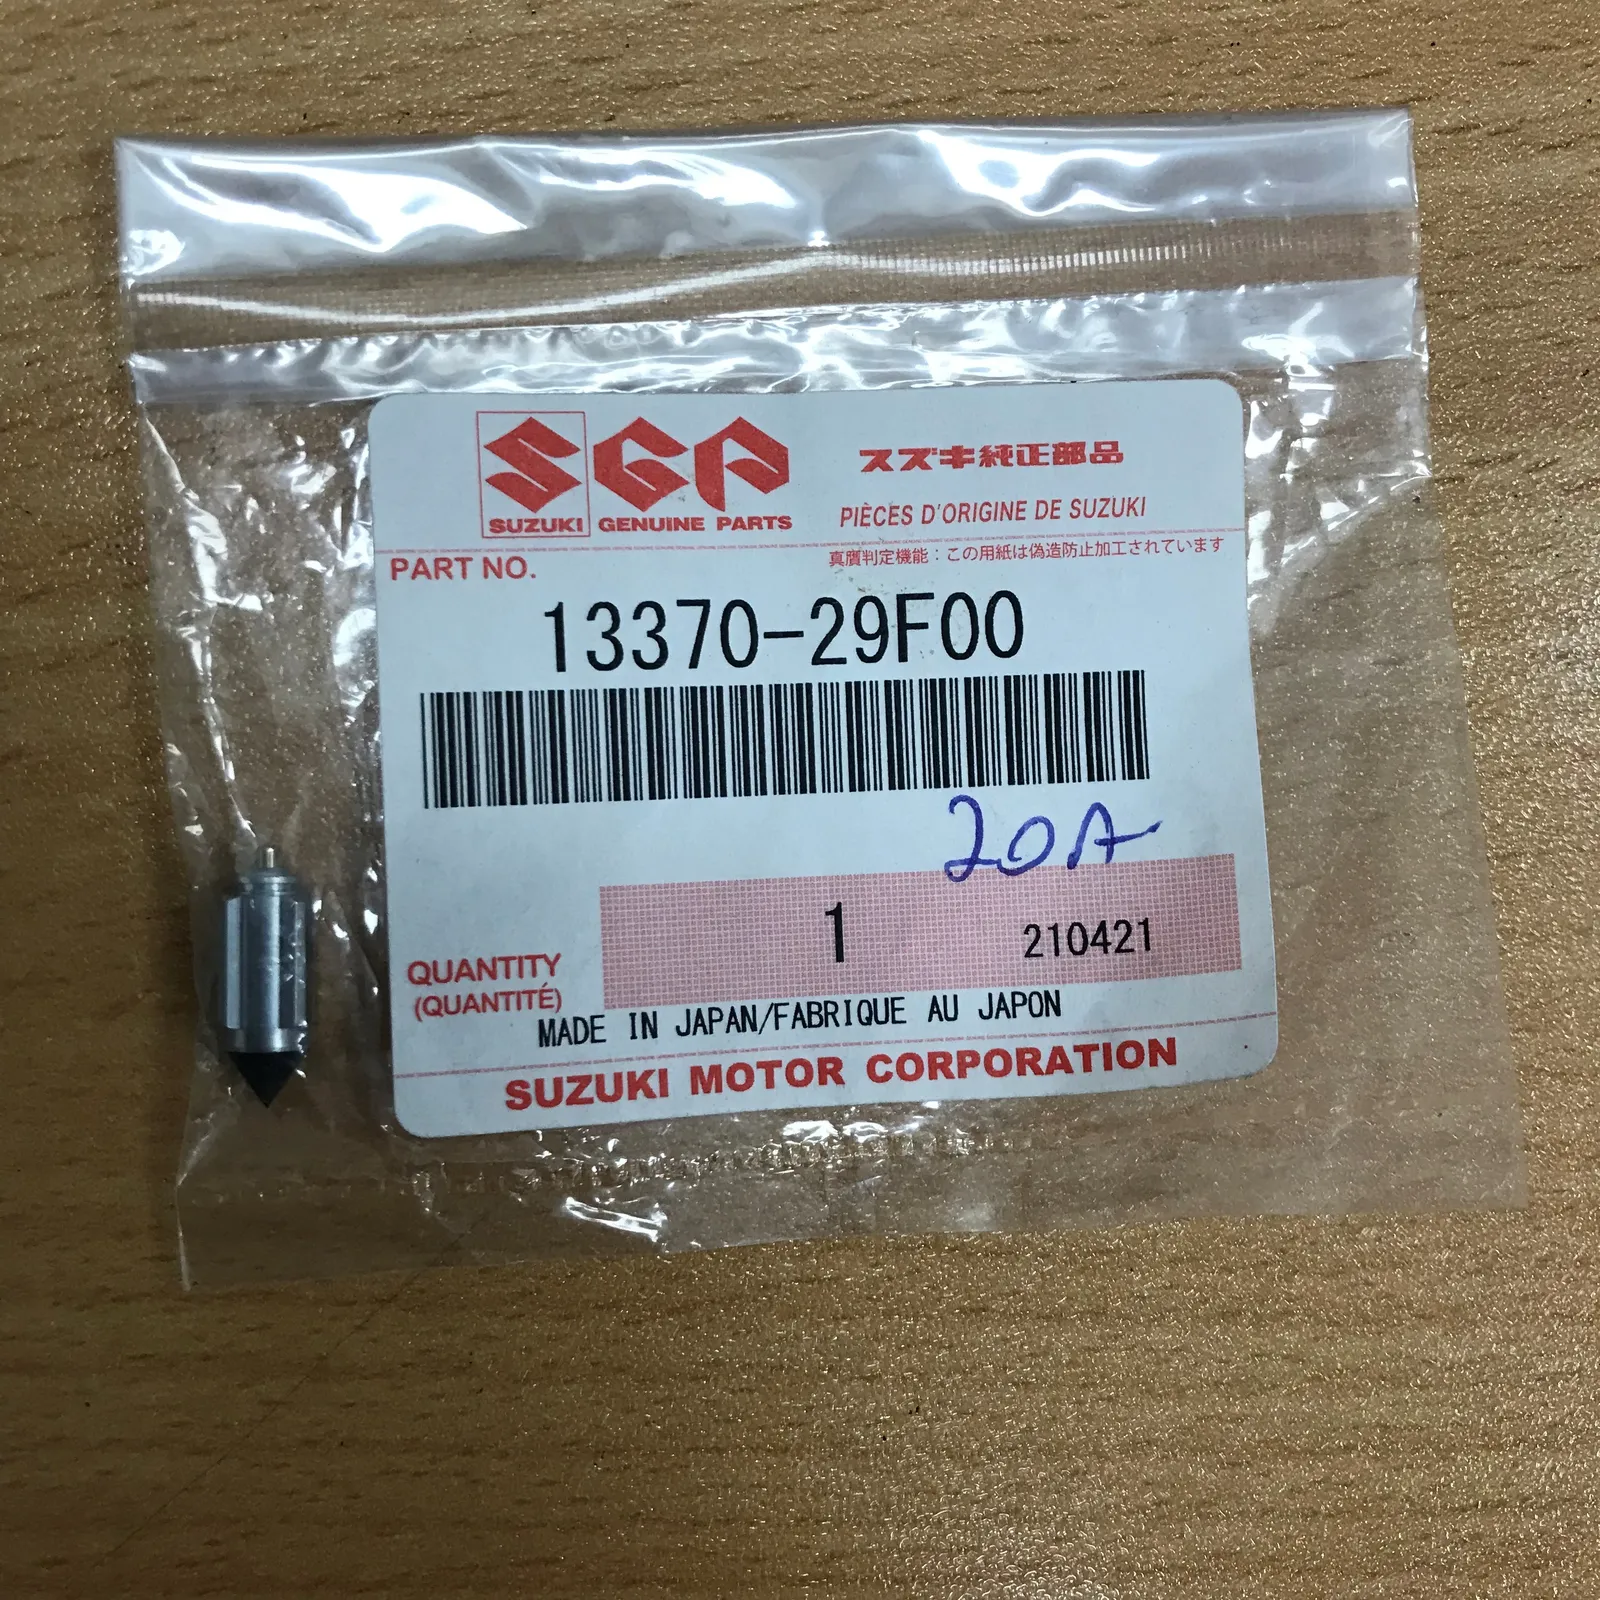 SGP
スズキ純正部品
SUZUKI GENUINE PARTS
PIÈCES D'ORIGINE DE SUZUKI
PART NO.
真贋判定機能：この用紙は偽造防止加工されています
13370-29F00
20A
1
210421
QUANTITY
(QUANTITÉ)
MADE IN JAPAN/FABRIQUE AU JAPON
SUZUKI MOTOR CORPORATION